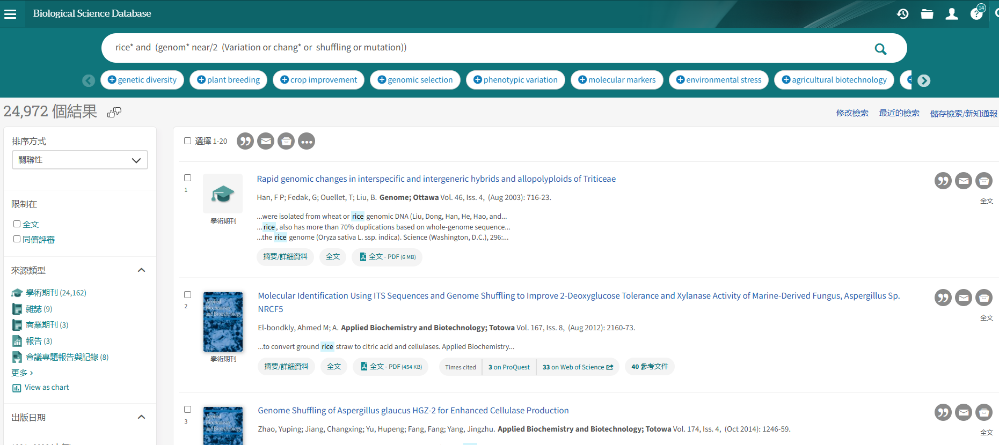 Biological Science Database
14
rice* and (genom* near/2 (Variation or chang* or shuffling or mutation))
genetic diversity
plant breeding
crop improvement
genomic selection
phenotypic variation
molecular markers
environmental stress
agricultural biotechnology
24,972 個結果
修改檢索 最近的檢索 儲存檢索/新知通報
排序方式
關聯性
限制在
全文
同儕評審
來源類型
學術期刊 (24,162)
雜誌 (9)
商業期刊 (3)
報告 (3)
會議專題報告與記錄 (8)
更多 ›
View as chart
出版日期
選擇 1-20
1
學術期刊
Rapid genomic changes in interspecific and intergeneric hybrids and allopolyploids of Triticeae
Han, F P; Fedak, G; Ouellet, T; Liu, B. Genome; Ottawa Vol. 46, Iss. 4, (Aug 2003): 716-23.
...were isolated from wheat or rice genomic DNA (Liu, Dong, Han, He, Hao, and...
...rice, also has more than 70% duplications based on whole-genome sequence...
...the rice genome (Oryza sativa L. ssp. indica). Science (Washington, D.C.), 296:...
摘要/詳細資料 全文 全文 - PDF (6 MB)
全文
2
Applied
Biochemistry
and Biotechnology
學術期刊
Molecular Identification Using ITS Sequences and Genome Shuffling to Improve 2-Deoxyglucose Tolerance and Xylanase Activity of Marine-Derived Fungus, Aspergillus Sp.
NRCF5
El-bondkly, Ahmed M; A. Applied Biochemistry and Biotechnology; Totowa Vol. 167, Iss. 8, (Aug 2012): 2160-73.
...to convert ground rice straw to citric acid and cellulases. Applied Biochemistry...
摘要/詳細資料 全文 全文 - PDF (454 KB) Times cited 3 on ProQuest 33 on Web of Science 40 參考文件
全文
3
Applied
Biochemistry
and Biotechnology
Genome Shuffling of Aspergillus glaucus HGZ-2 for Enhanced Cellulase Production
Zhao, Yuping; Jiang, Changxing; Yu, Hupeng; Fang, Fang; Yang, Jingzhu. Applied Biochemistry and Biotechnology; Totowa Vol. 174, Iss. 4, (Oct 2014): 1246-59.
全文